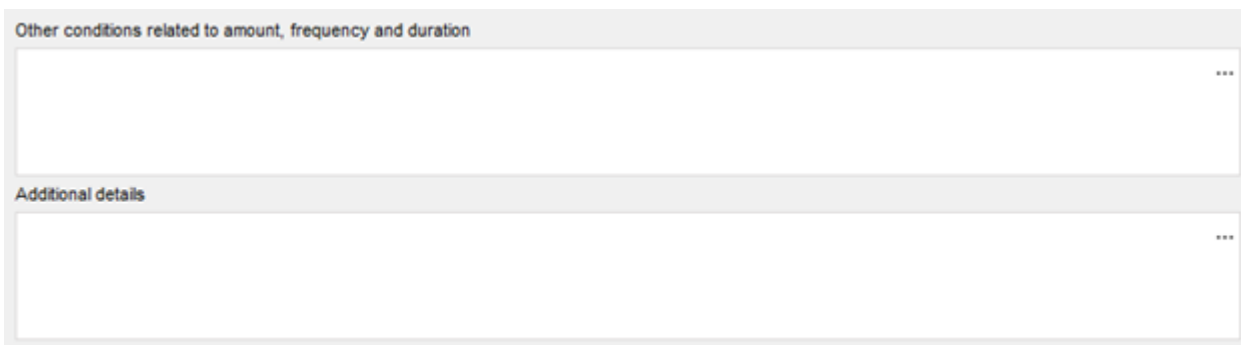 Other conditions related to amount, frequency and duration
...
Additional details
...